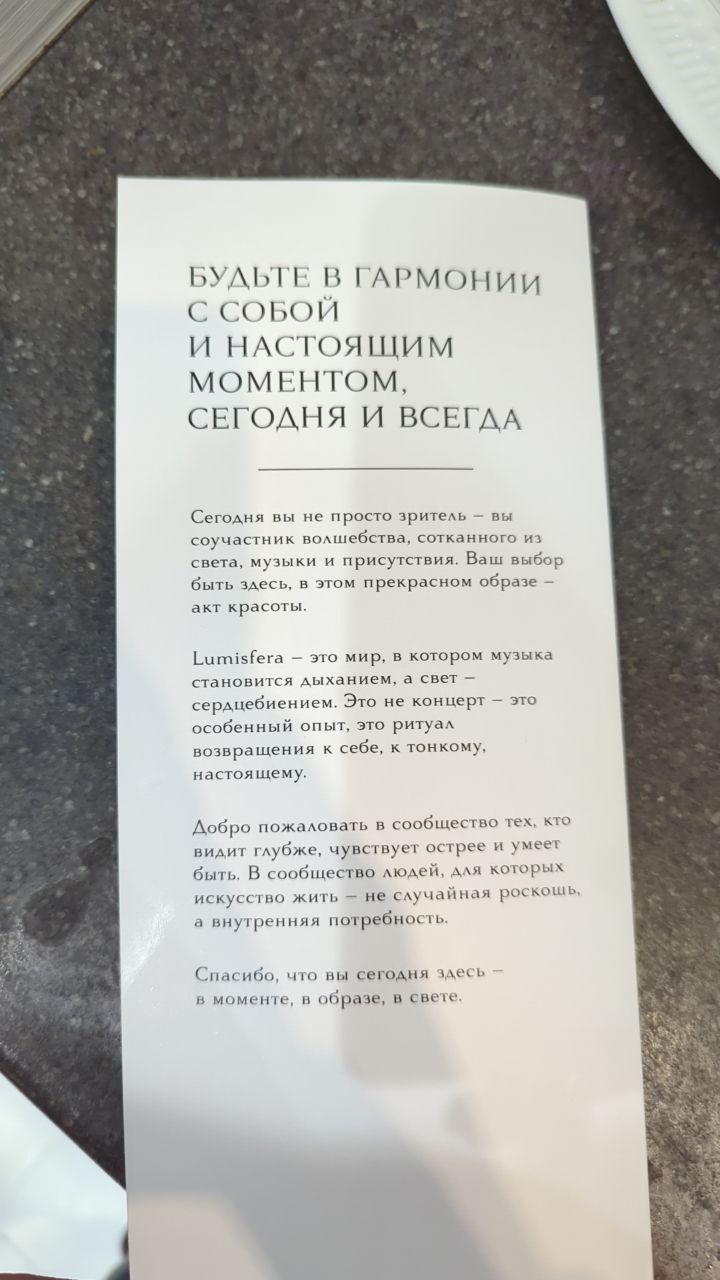 БУДЬТЕ В ГАРМОНИИ
С СОБОЙ
И НАСТОЯЩИМ
МОМЕНТОМ,
СЕГОДНЯ И ВСЕГДА
Сегодня вы не просто зритель – вы
соучастник волшебства, сотканного из
света, музыки и присутствия. Ваш выбор
быть здесь, в этом прекрасном образе –
акт красоты.
Lumisfera – это мир, в котором музыка
становится дыханием, а свет –
сердцебиением. Это не концерт – это
особенный опыт, это ритуал
возвращения к себе, к тонкому,
настоящему.
Добро пожаловать в сообщество тех, кто
видит глубже, чувствует острее и умеет
быть. В сообщество людей, для которых
искусство жить – не случайная роскошь,
а внутренняя потребность.
Спасибо, что вы сегодня здесь –
в моменте, в образе, в свете.